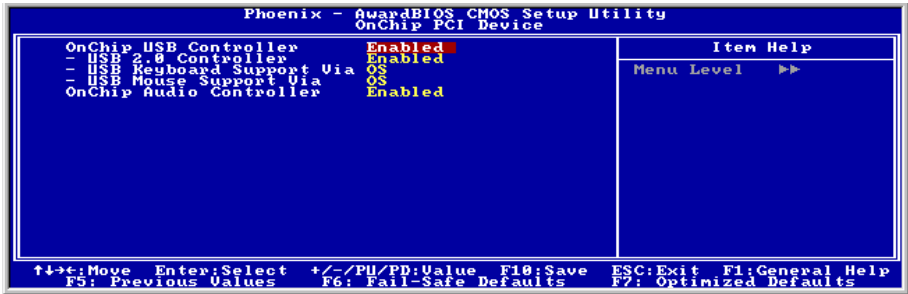 Phoenix - AwardBIOS CMOS Setup Utility
OnChip PCI Device
OnChip USB Controller Enabled
- USB 2.0 Controller Enabled
- USB Keyboard Support Via OS
- USB Mouse Support Via OS
OnChip Audio Controller Enabled
Item Help
Menu Level ▶▶
↑↓→←:Move Enter:Select +/-/PU/PD:Value F10:Save ESC:Exit F1:General Help
F5: Previous Values F6: Fail-Safe Defaults F7: Optimized Defaults